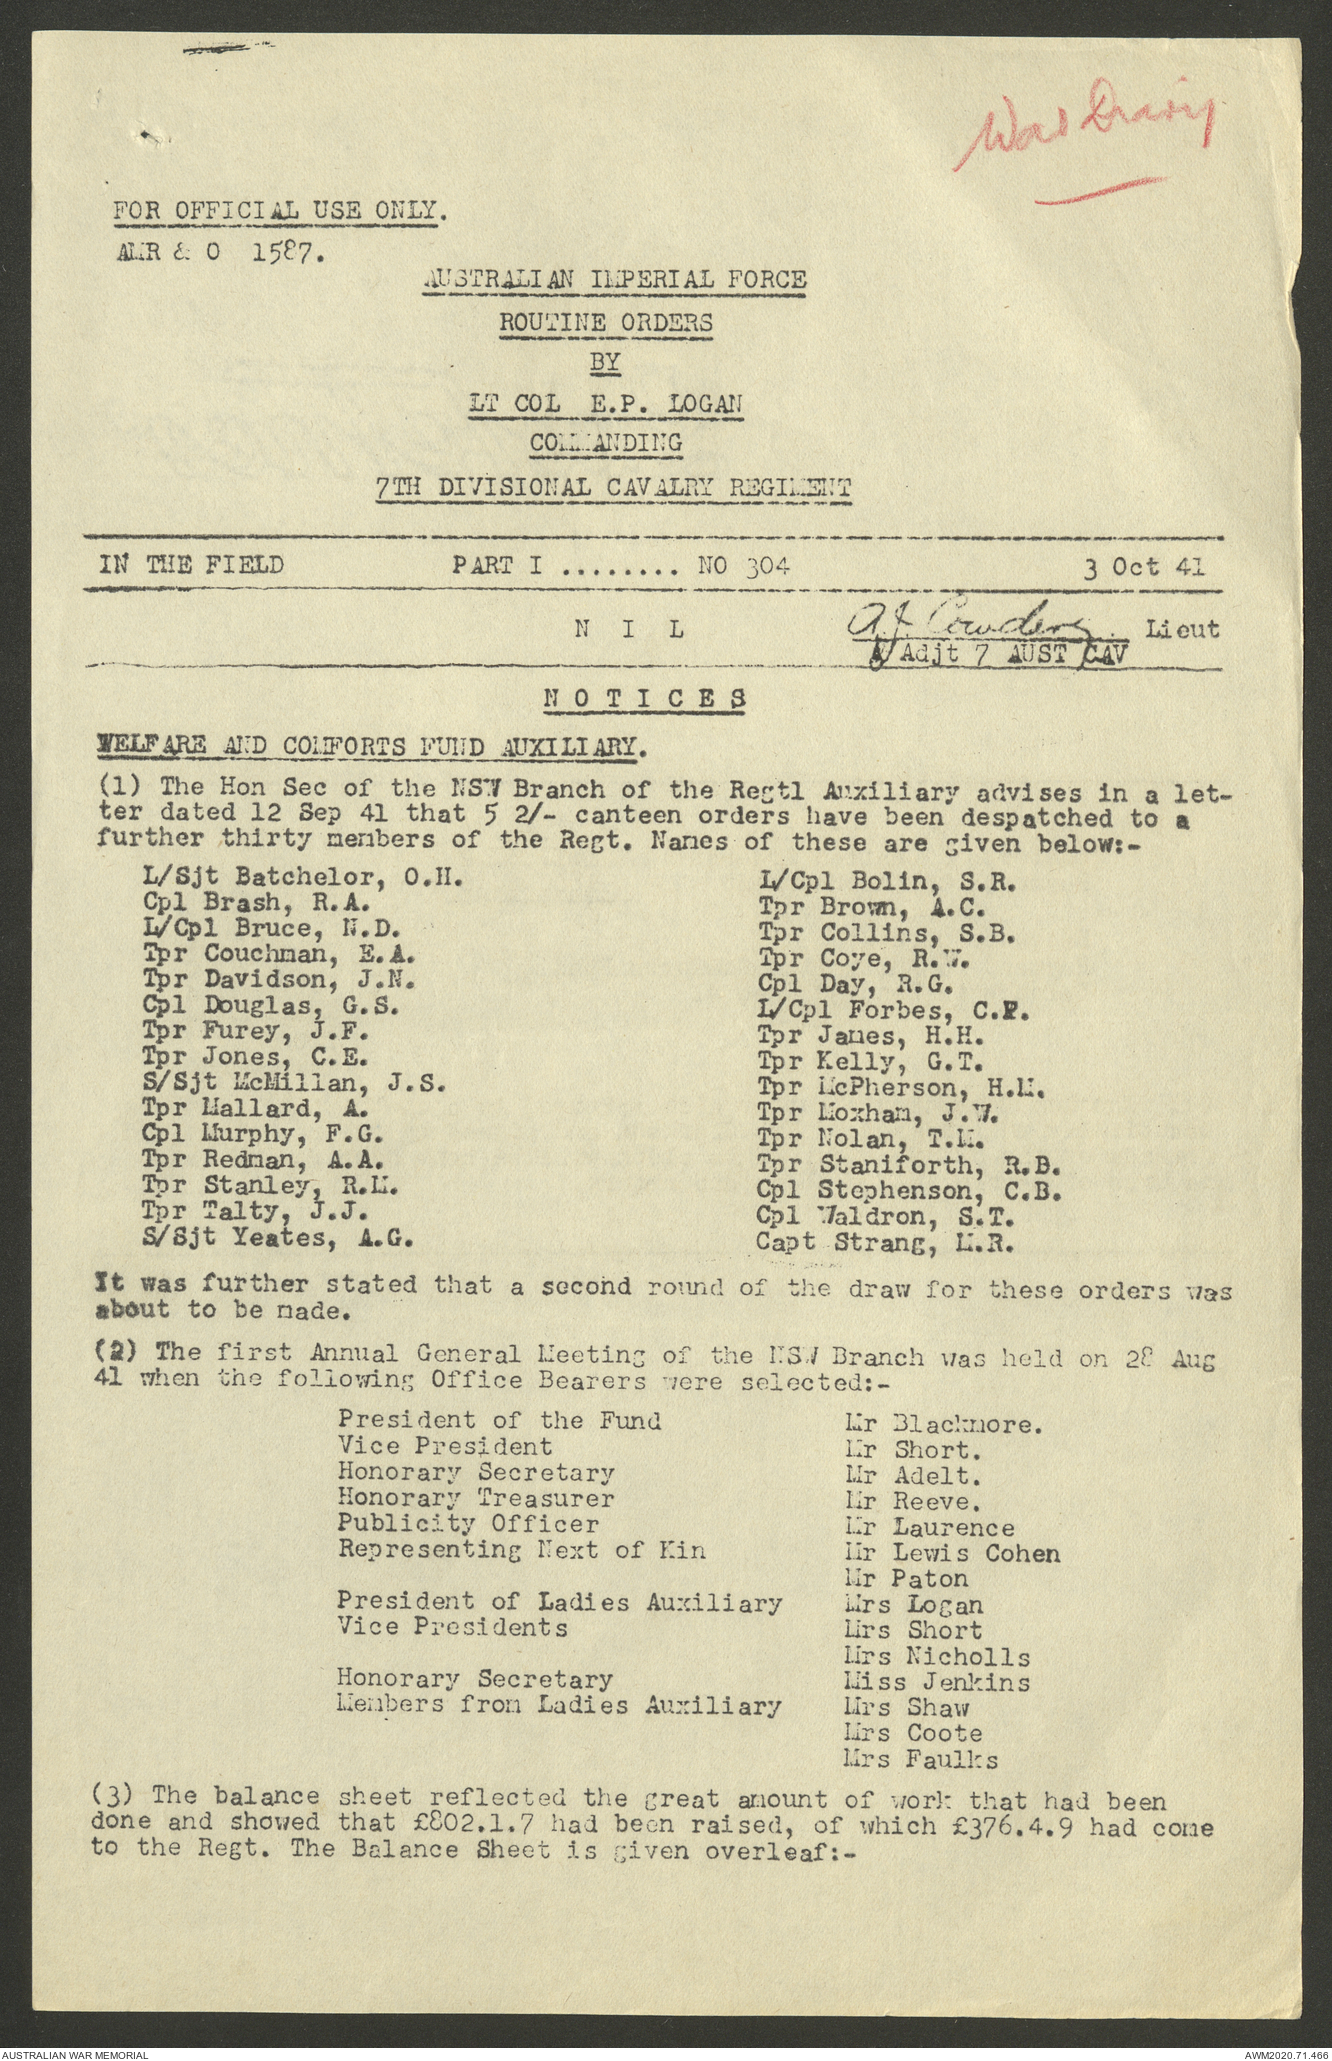 War Diary
FOR OFFICIAL USE ONLY.
AMR & O 1587.
AUSTRALIAN IMPERIAL FORCE
ROUTINE ORDERS
BY
LT COL E.P. LOGAN
COMMANDING
7TH DIVISIONAL CAVALRY REGIMENT
IN THE FIELD PART I ........ NO 304 3 Oct 41
N I L A.J. Cowdery. Lieut
A/Adjt 7 AUST CAV
N O T I C E S
WELFARE AND COMFORTS FUND AUXILIARY.
(1) The Hon Sec of the NSW Branch of the Regtl Auxiliary advises in a let-
ter dated 12 Sep 41 that 5 2/- canteen orders have been despatched to a
further thirty members of the Regt. Names of these are given below:-
L/Sjt Batchelor, O.H. L/Cpl Bolin, S.R.
Cpl Brash, R.A. Tpr Brown, A.C.
L/Cpl Bruce, N.D. Tpr Collins, S.B.
Tpr Couchman, E.A. Tpr Coye, R.W.
Tpr Davidson, J.N. Cpl Day, R.G.
Cpl Douglas, G.S. L/Cpl Forbes, C.F.
Tpr Furey, J.F. Tpr James, H.H.
Tpr Jones, C.E. Tpr Kelly, G.T.
S/Sjt McMillan, J.S. Tpr McPherson, H.M.
Tpr Mallard, A. Tpr Moxham, J.W.
Cpl Murphy, F.G. Tpr Nolan, T.M.
Tpr Redman, A.A. Tpr Staniforth, R.B.
Tpr Stanley, R.M. Cpl Stephenson, C.B.
Tpr Talty, J.J. Cpl Waldron, S.T.
S/Sjt Yeates, A.G. Capt Strang, M.R.
It was further stated that a second round of the draw for these orders was
about to be made.
(2) The first Annual General Meeting of the NSW Branch was held on 28 Aug
41 when the following Office Bearers were selected:-
President of the Fund Mr Blackmore.
Vice President Mr Short.
Honorary Secretary Mr Adelt.
Honorary Treasurer Mr Reeve.
Publicity Officer Mr Laurence
Representing Next of Kin Mr Lewis Cohen
Mr Paton
President of Ladies Auxiliary Mrs Logan
Vice Presidents Mrs Short
Mrs Nicholls
Honorary Secretary Miss Jenkins
Members from Ladies Auxiliary Mrs Shaw
Mrs Coote
Mrs Faulks
(3) The balance sheet reflected the great amount of work that had been
done and showed that £802.1.7 had been raised, of which £376.4.9 had come
to the Regt. The Balance Sheet is given overleaf:-
AUSTRALIAN WAR MEMORIAL AWM2020.71.466